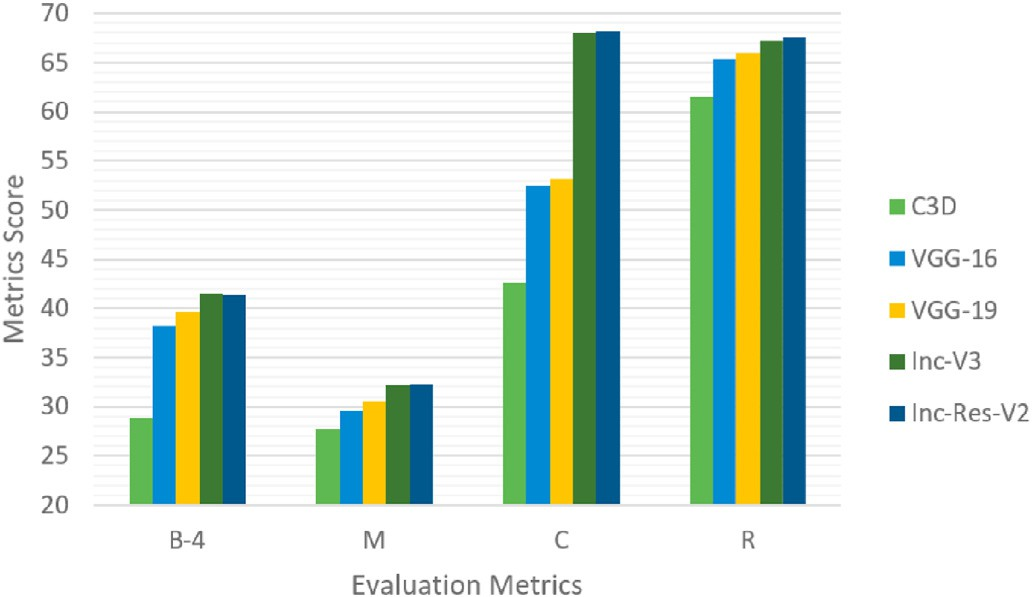 70
65
60
55
50
45
40
35
30
25
20
Metrics Score
B-4
M
C
R
Evaluation Metrics
C3D
VGG-16
VGG-19
Inc-V3
Inc-Res-V2